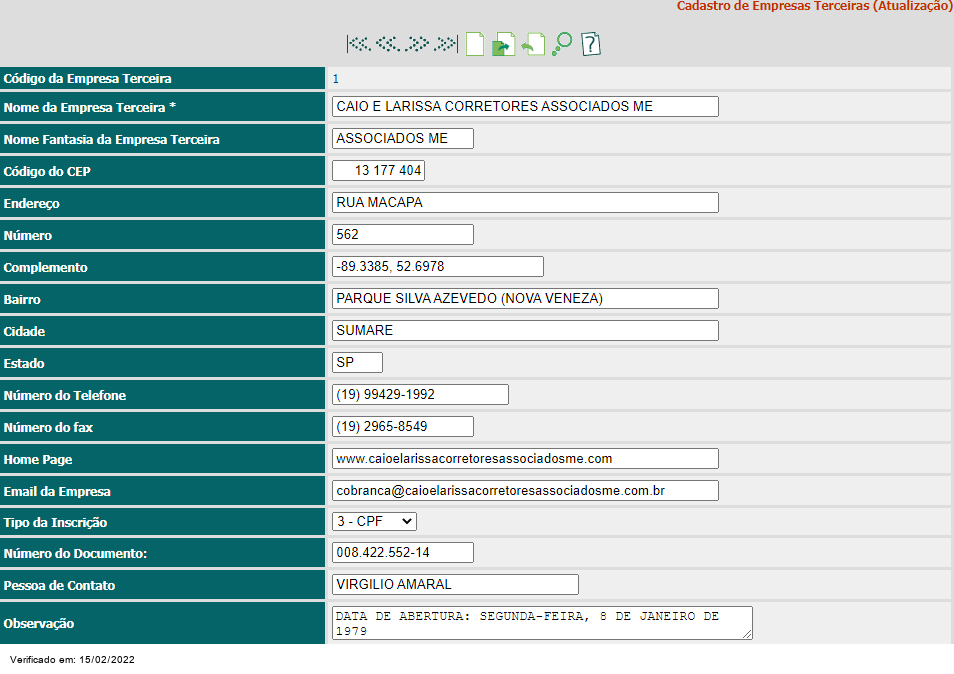 Cadastro de Empresas Terceiras (Atualização)
Código da Empresa Terceira 1
Nome da Empresa Terceira * CAIO E LARISSA CORRETORES ASSOCIADOS ME
Nome Fantasia da Empresa Terceira ASSOCIADOS ME
Código do CEP 13 177 404
Endereço RUA MACAPA
Número 562
Complemento -89.3385, 52.6978
Bairro PARQUE SILVA AZEVEDO (NOVA VENEZA)
Cidade SUMARE
Estado SP
Número do Telefone (19) 99429-1992
Número do fax (19) 2965-8549
Home Page www.caioelarissacorretoresassociadosme.com
Email da Empresa cobranca@caioelarissacorretoresassociadosme.com.br
Tipo da Inscrição 3 - CPF
Número do Documento: 008.422.552-14
Pessoa de Contato VIRGILIO AMARAL
Observação DATA DE ABERTURA: SEGUNDA-FEIRA, 8 DE JANEIRO DE
1979
Verificado em: 15/02/2022